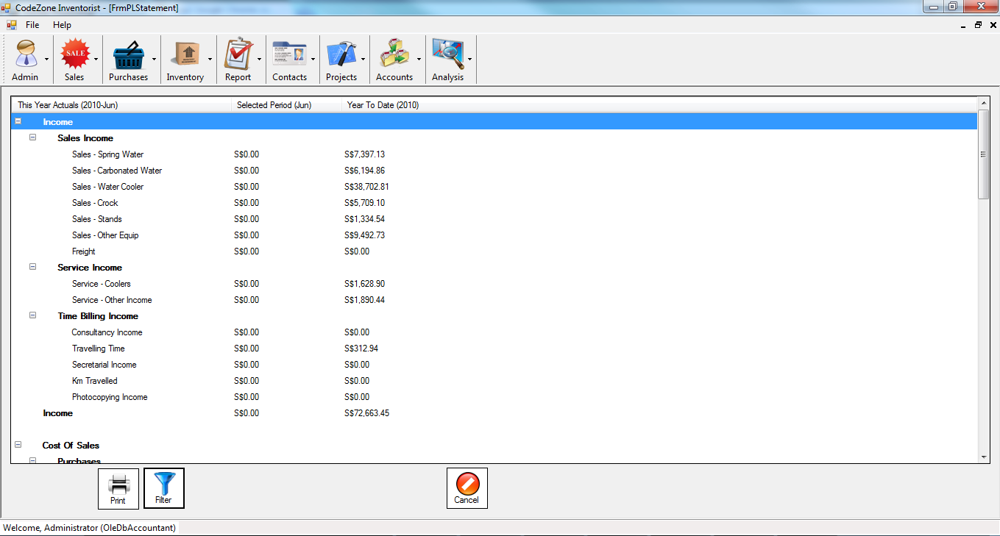 CodeZone Inventorist - [FrmPLStatement]
File Help
SALE
Admin Sales Purchases Inventory Report Contacts Projects Accounts Analysis
This Year Actuals (2010-Jun) Selected Period (Jun) Year To Date (2010)
Income
Sales Income
Sales - Spring Water S$0.00 S$7,397.13
Sales - Carbonated Water S$0.00 S$6,194.86
Sales - Water Cooler S$0.00 S$38,702.81
Sales - Crock S$0.00 S$5,709.10
Sales - Stands S$0.00 S$1,334.54
Sales - Other Equip S$0.00 S$9,492.73
Freight S$0.00 S$0.00
Service Income
Service - Coolers S$0.00 S$1,628.90
Service - Other Income S$0.00 S$1,890.44
Time Billing Income
Consultancy Income S$0.00 S$0.00
Travelling Time S$0.00 S$312.94
Secretarial Income S$0.00 S$0.00
Km Travelled S$0.00 S$0.00
Photocopying Income S$0.00 S$0.00
Income S$0.00 S$72,663.45
Cost Of Sales
Purchases
Print Filter Cancel
Welcome, Administrator (OleDbAccountant)